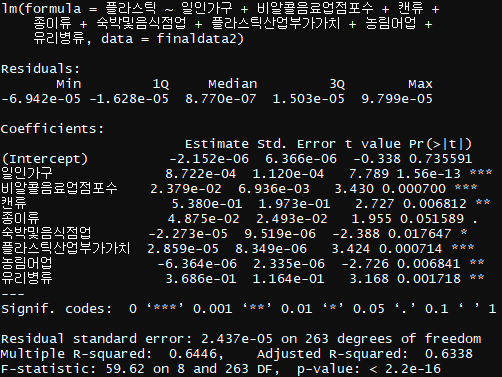 lm(formula = 플라스틱 ~ 일인가구 + 비알콜음료업점포수 + 캔류 +
종이류 + 숙박및음식점업 + 플라스틱산업부가가치 + 농림어업 +
유리병류, data = finaldata2)
Residuals:
Min 1Q Median 3Q Max
-6.942e-05 -1.628e-05 8.770e-07 1.503e-05 9.799e-05
Coefficients:
Estimate Std. Error t value Pr(>|t|)
(Intercept) -2.152e-06 6.366e-06 -0.338 0.735591
일인가구 8.722e-04 1.120e-04 7.789 1.56e-13 ***
비알콜음료업점포수 2.379e-02 6.936e-03 3.430 0.000700 ***
캔류 5.380e-01 1.973e-01 2.727 0.006812 **
종이류 4.875e-02 2.493e-02 1.955 0.051589 .
숙박및음식점업 -2.273e-05 9.519e-06 -2.388 0.017647 *
플라스틱산업부가가치 2.859e-05 8.349e-06 3.424 0.000714 ***
농림어업 -6.364e-06 2.335e-06 -2.726 0.006841 **
유리병류 3.686e-01 1.164e-01 3.168 0.001718 **
---
Signif. codes: 0 ‘***’ 0.001 ‘**’ 0.01 ‘*’ 0.05 ‘.’ 0.1 ‘ ’ 1
Residual standard error: 2.437e-05 on 263 degrees of freedom
Multiple R-squared: 0.6446, Adjusted R-squared: 0.6338
F-statistic: 59.62 on 8 and 263 DF, p-value: < 2.2e-16